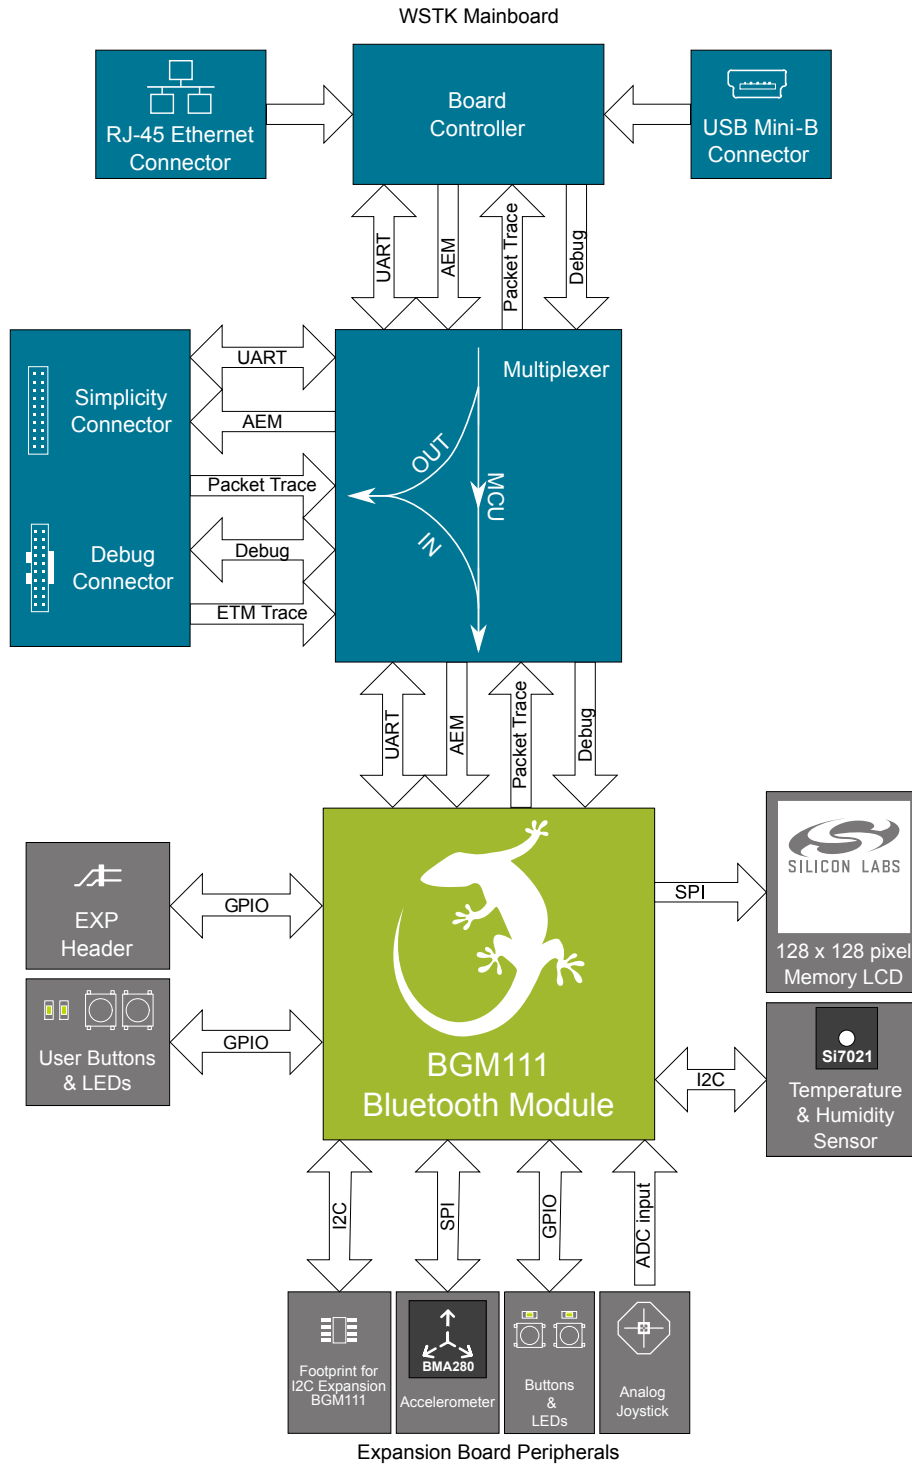 WSTK Mainboard
RJ-45 Ethernet
Connector
Board
Controller
USB Mini-B
Connector
UART
AEM
Packet Trace
Debug
Simplicity
Connector
Debug
Connector
UART
AEM
Packet Trace
Debug
ETM Trace
Multiplexer
OUT
MCU
IN
UART
AEM
Packet Trace
Debug
EXP
Header
GPIO
User Buttons
& LEDs
GPIO
BGM111
Bluetooth Module
SPI
SILICON LABS
128 x 128 pixel
Memory LCD
I2C
Si7021
Temperature
& Humidity
Sensor
I2C
SPI
GPIO
ADC input
Footprint for
I2C Expansion
BGM111
BMA280
Accelerometer
Buttons
&
LEDs
Analog
Joystick
Expansion Board Peripherals